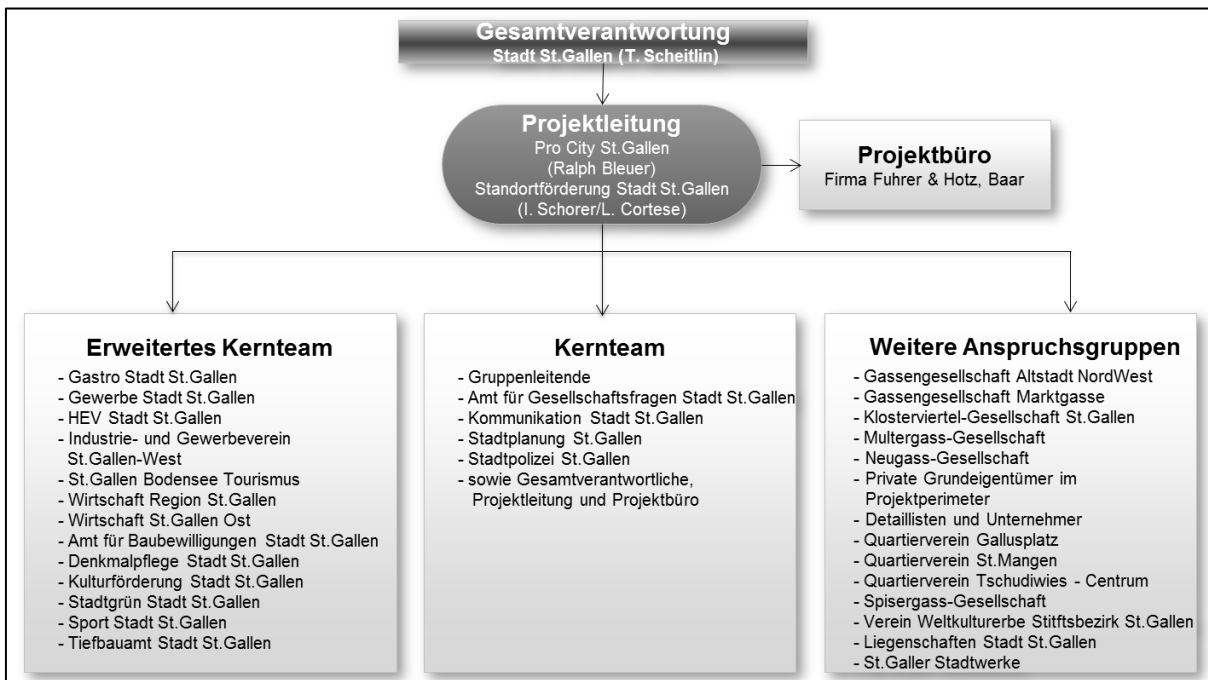 Gesamtverantwortung
Stadt St.Gallen (T. Scheitlin)
Projektleitung
Pro City St.Gallen
(Ralph Bleuer)
Standortförderung Stadt St.Gallen
(I. Schorer/L. Cortese)
Projektbüro
Firma Fuhrer & Hotz, Baar
Erweitertes Kernteam
- Gastro Stadt St.Gallen
- Gewerbe Stadt St.Gallen
- HEV Stadt St.Gallen
- Industrie- und Gewerbeverein
St.Gallen-West
- St.Gallen Bodensee Tourismus
- Wirtschaft Region St.Gallen
- Wirtschaft St.Gallen Ost
- Amt für Baubewilligungen Stadt St.Gallen
- Denkmalpflege Stadt St.Gallen
- Kulturförderung Stadt St.Gallen
- Stadtgrün Stadt St.Gallen
- Sport Stadt St.Gallen
- Tiefbauamt Stadt St.Gallen
Kernteam
- Gruppenleitende
- Amt für Gesellschaftsfragen Stadt St.Gallen
- Kommunikation Stadt St.Gallen
- Stadtplanung St.Gallen
- Stadtpolizei St.Gallen
- sowie Gesamtverantwortliche,
Projektleitung und Projektbüro
Weitere Anspruchsgruppen
- Gassengesellschaft Altstadt NordWest
- Gassengesellschaft Marktgasse
- Klosterviertel-Gesellschaft St.Gallen
- Multergass-Gesellschaft
- Neugass-Gesellschaft
- Private Grundeigentümer im
Projektperimeter
- Detaillisten und Unternehmer
- Quartierverein Gallusplatz
- Quartierverein St.Mangen
- Quartierverein Tschudiwies - Centrum
- Spisergass-Gesellschaft
- Verein Weltkulturerbe Stitftsbezirk St.Gallen
- Liegenschaften Stadt St.Gallen
- St.Galler Stadtwerke